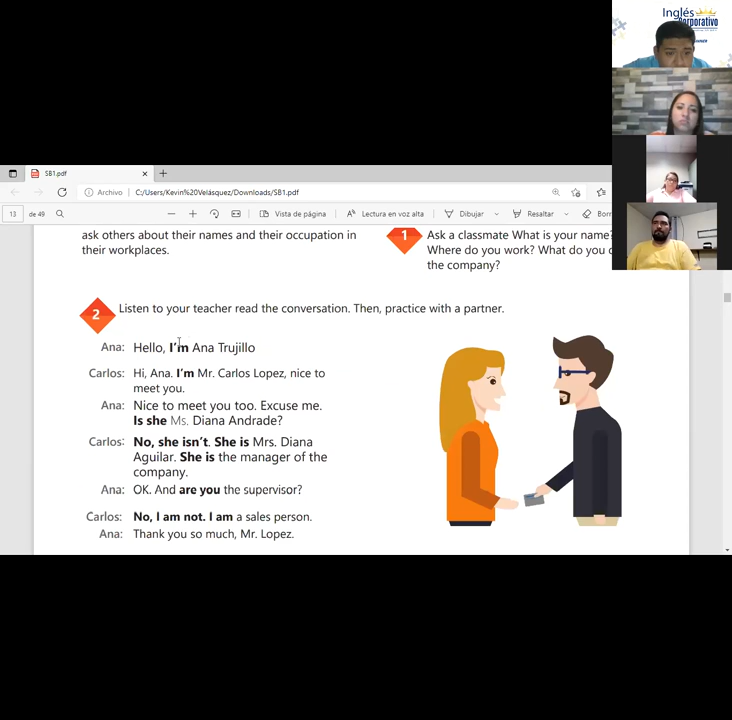 Inglés
Corporativo
SB1.pdf
Archivo
C:/Users/Kevin%20Velásquez/Downloads/SB1.pdf
13 de 49
Vista de página
Lectura en voz alta
Dibujar
Resaltar
Borr
ask others about their names and their occupation in
their workplaces.
1
Ask a classmate What is your name?
Where do you work? What do you d
the company?
2
Listen to your teacher read the conversation. Then, practice with a partner.
Ana: Hello, I'm Ana Trujillo
Carlos: Hi, Ana. I'm Mr. Carlos Lopez, nice to
meet you.
Ana: Nice to meet you too. Excuse me.
Is she Ms. Diana Andrade?
Carlos: No, she isn't. She is Mrs. Diana
Aguilar. She is the manager of the
company.
Ana: OK. And are you the supervisor?
Carlos: No, I am not. I am a sales person.
Ana: Thank you so much, Mr. Lopez.